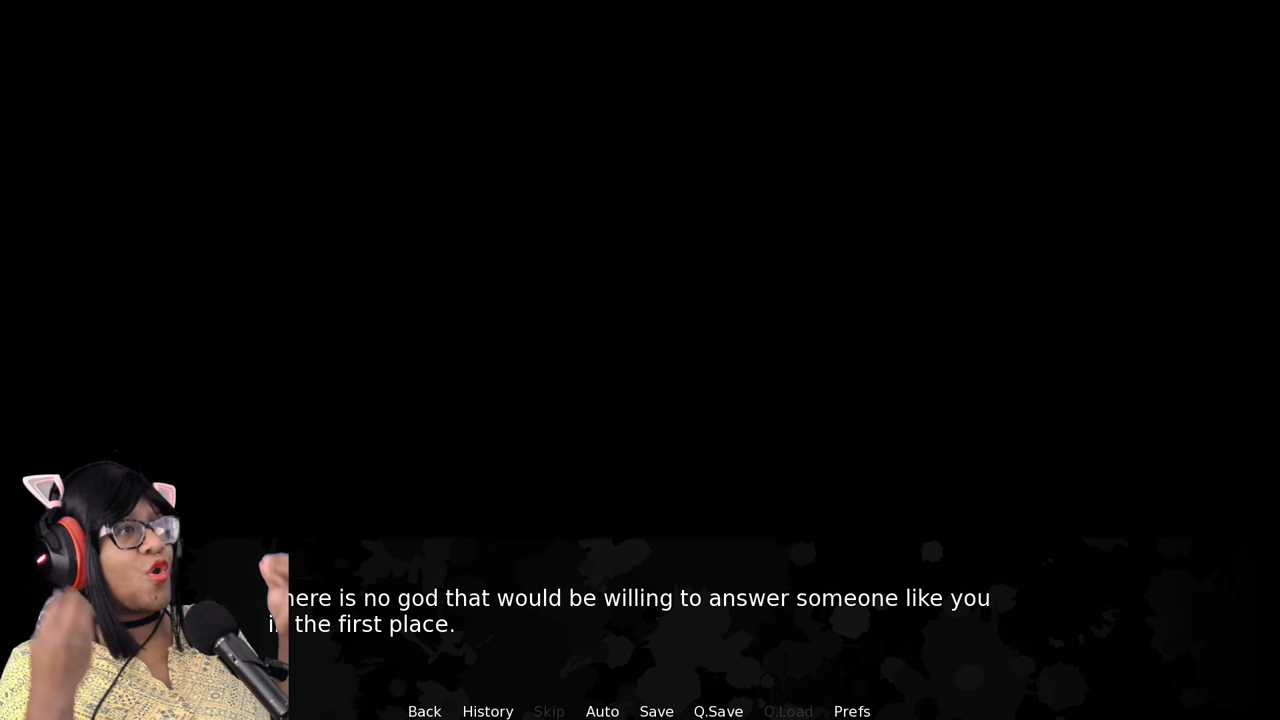 here is no god that would be willing to answer someone like you
in the first place.
Back History Skip Auto Save Q.Save Q.Load Prefs